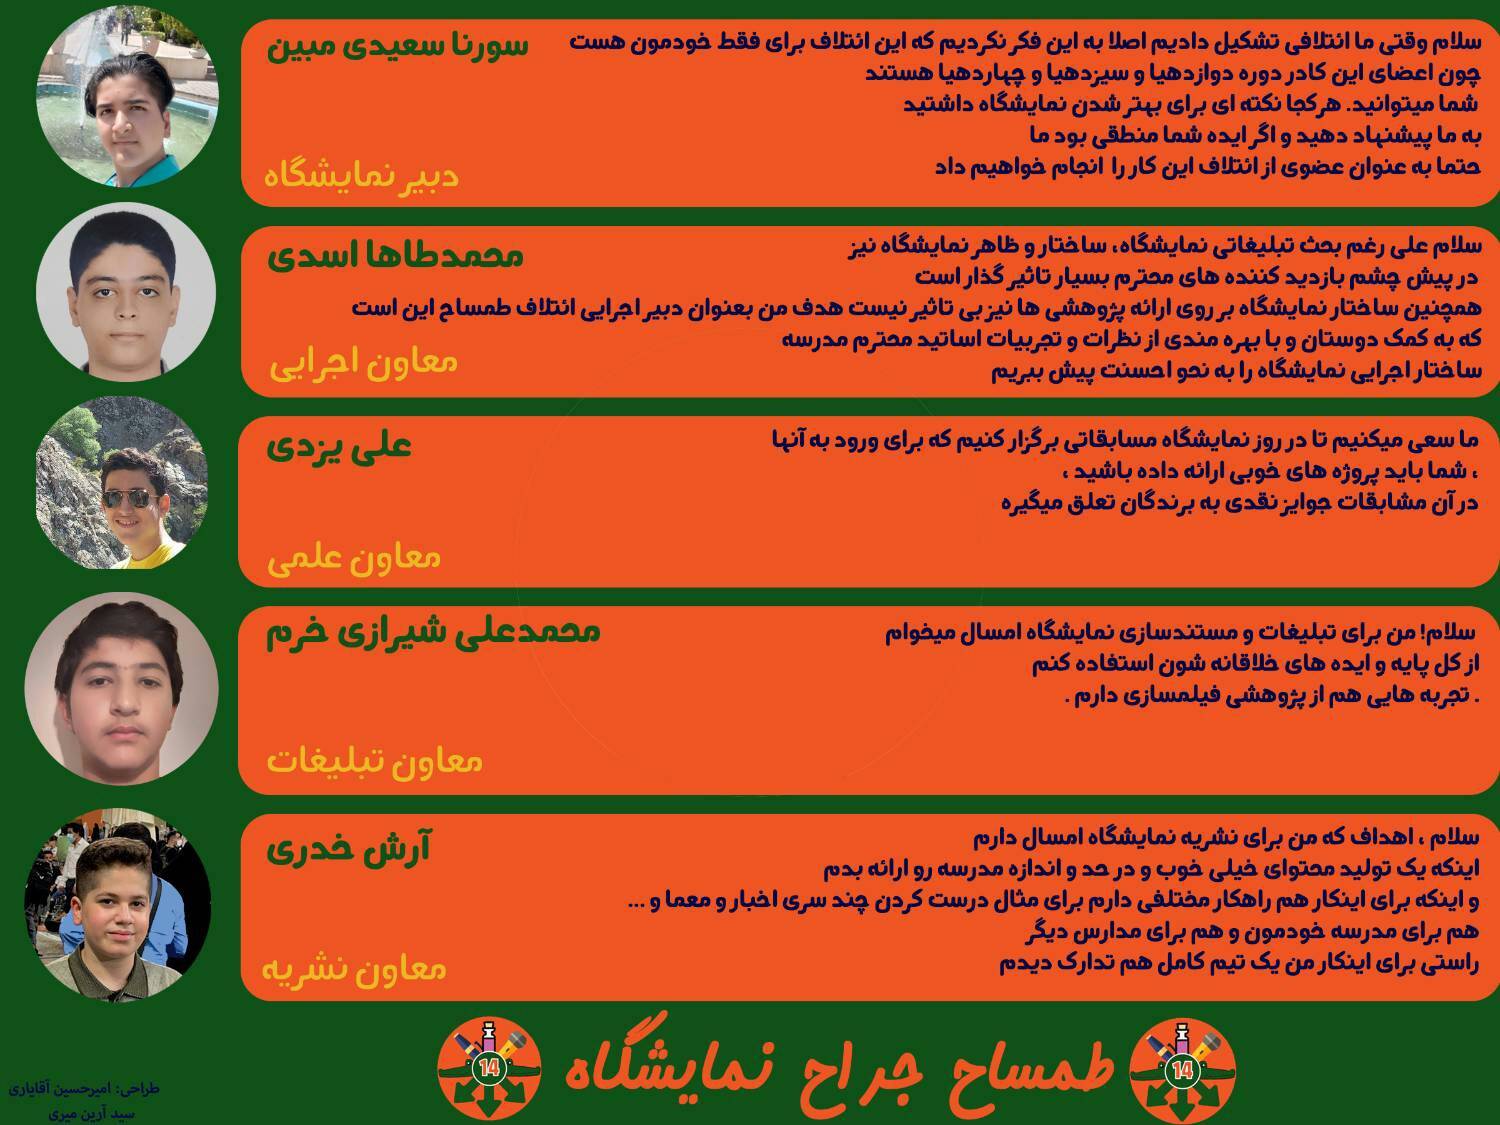 سورنا سعیدی مبین
سلام وقتی ما ائتلافی تشکیل دادیم اصلا به این فکر نکردیم که این ائتلاف برای فقط خودمون هست
چون اعضای این کادر دوره دوازدهیا و سیزدهیا و چهاردهیا هستند
شما میتوانید. هرکجا نکته ای برای بهتر شدن نمایشگاه داشتید
به ما پیشنهاد دهید و اگر ایده شما منطقی بود ما
حتما به عنوان عضوی از ائتلاف این کار را انجام خواهیم داد
دبیر نمایشگاه
محمدطاها اسدی
سلام علی رغم بحث تبلیغاتی نمایشگاه، ساختار و ظاهر نمایشگاه نیز
در پیش چشم بازدید کننده های محترم بسیار تاثیر گذار است
همچنین ساختار نمایشگاه بر روی ارائه پژوهشی ها نیز بی تاثیر نیست هدف من بعنوان دبیر اجرایی ائتلاف طمساح این است
که به کمک دوستان و با بهره مندی از نظرات و تجربیات اساتید محترم مدرسه
ساختار اجرایی نمایشگاه را به نحو احسنت پیش ببریم
معاون اجرایی
علی یزدی
ما سعی میکنیم تا در روز نمایشگاه مسابقاتی برگزار کنیم که برای ورود به آنها
، شما باید پروژه های خوبی ارائه داده باشید ،
در آن مشابقات جوایز نقدی به برندگان تعلق میگیره
معاون علمی
محمدعلی شیرازی خرم
سلام! من برای تبلیغات و مستندسازی نمایشگاه امسال میخوام
از کل پایه و ایده های خلاقانه شون استفاده کنم
. تجربه هایی هم از پژوهشی فیلمسازی دارم .
معاون تبلیغات
آرش خدری
سلام ، اهداف که من برای نشریه نمایشگاه امسال دارم
اینکه یک تولید محتوای خیلی خوب و در حد و اندازه مدرسه رو ارائه بدم
و اینکه برای اینکار هم راهکار مختلفی دارم برای مثال درست کردن چند سری اخبار و معما و ...
هم برای مدرسه خودمون و هم برای مدارس دیگر
راستی برای اینکار من یک تیم کامل هم تدارک دیدم
معاون نشریه
14
طمساح جراح نمایشگاه
14
طراحی: امیرحسین آقایاری
سید آرین میری